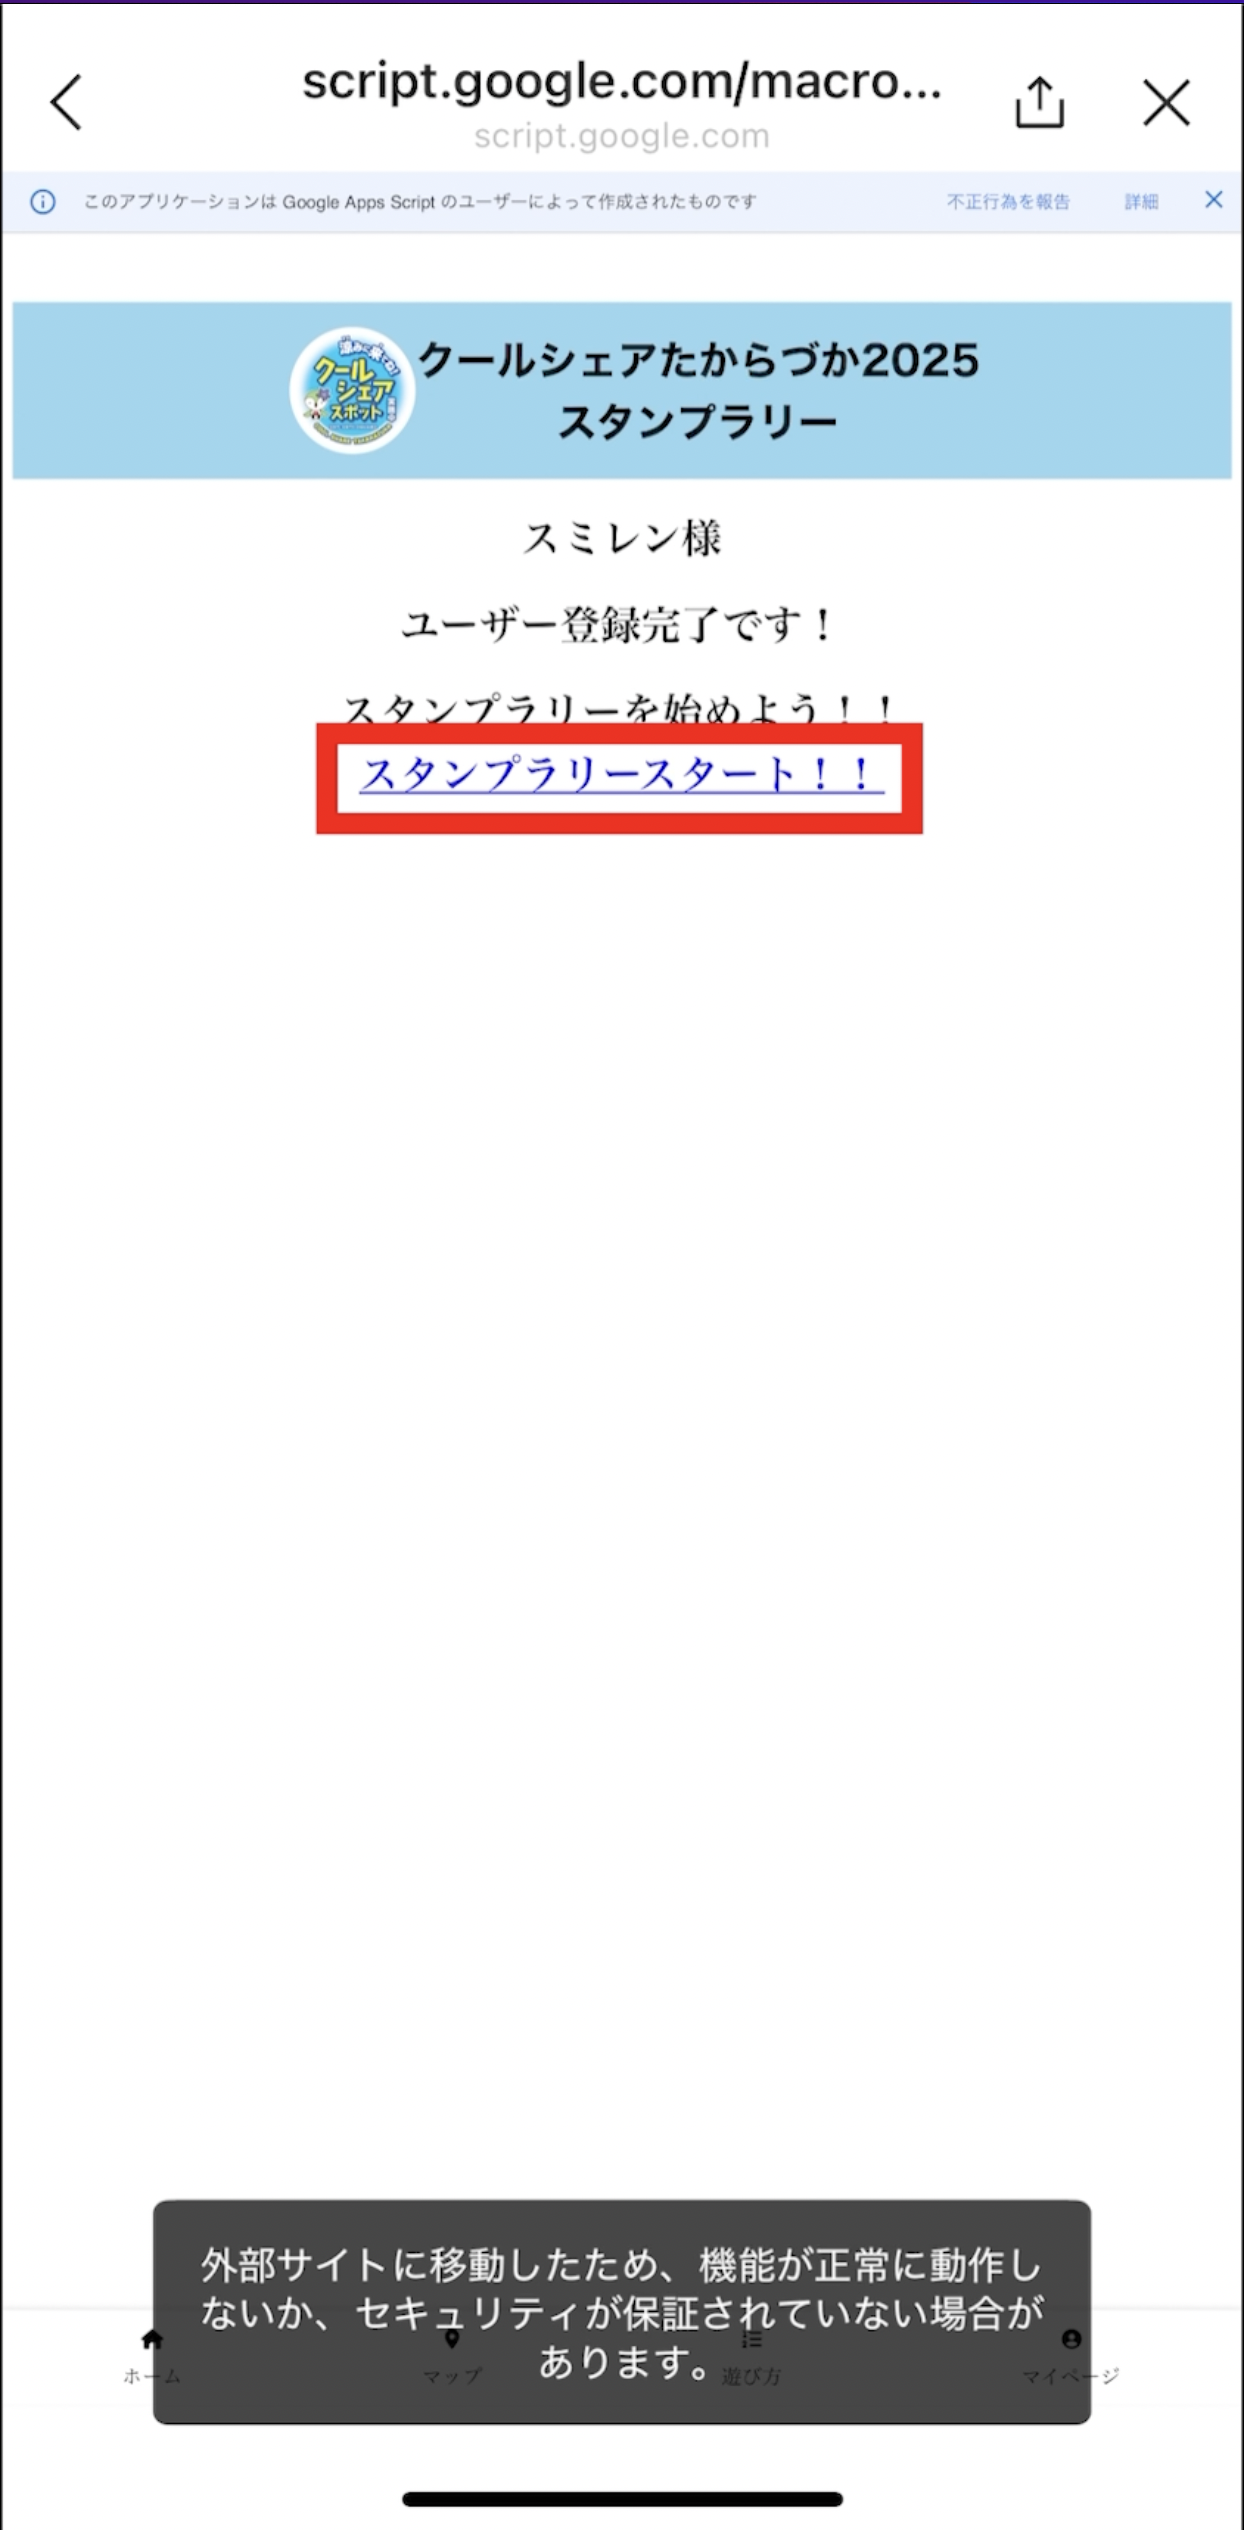 script.google.com/macro...
script.google.com
このアプリケーションは Google Apps Script のユーザーによって作成されたものです
不正行為を報告
詳細
涼みに来てね!
クール
シェア
スポット
クールシェアたからづか2025
スタンプラリー
スミレン様
ユーザー登録完了です！
スタンプラリーを始めよう！！
スタンプラリースタート！！
外部サイトに移動したため、機能が正常に動作し
ないか、セキュリティが保証されていない場合が
あります。
ホーム
マップ
遊び方
マイページ